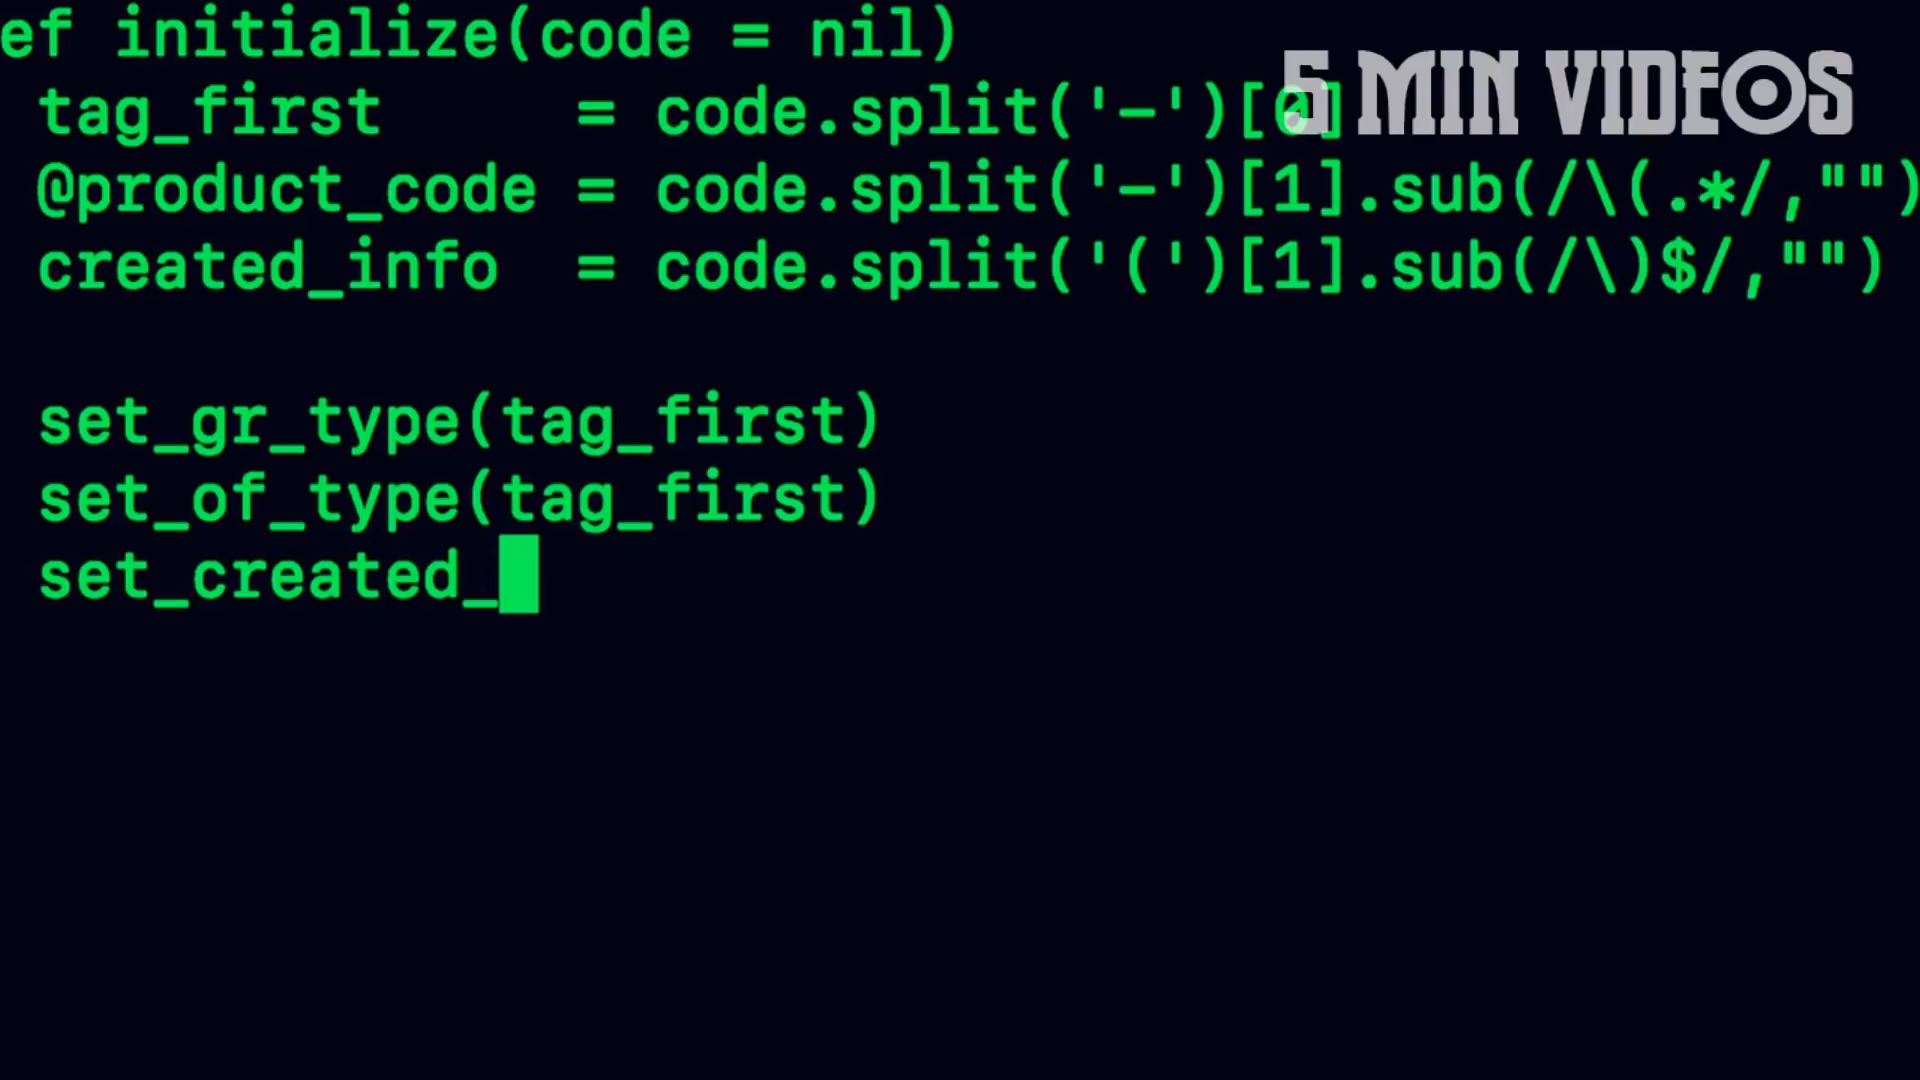 ef initialize(code = nil)
5 MIN VIDEOS
tag_first = code.split('-')[0]
@product_code = code.split('-')[1].sub(/\(.*/,"")
created_info = code.split('(')[1].sub(/\)$/,"")
set_gr_type(tag_first)
set_of_type(tag_first)
set_created_